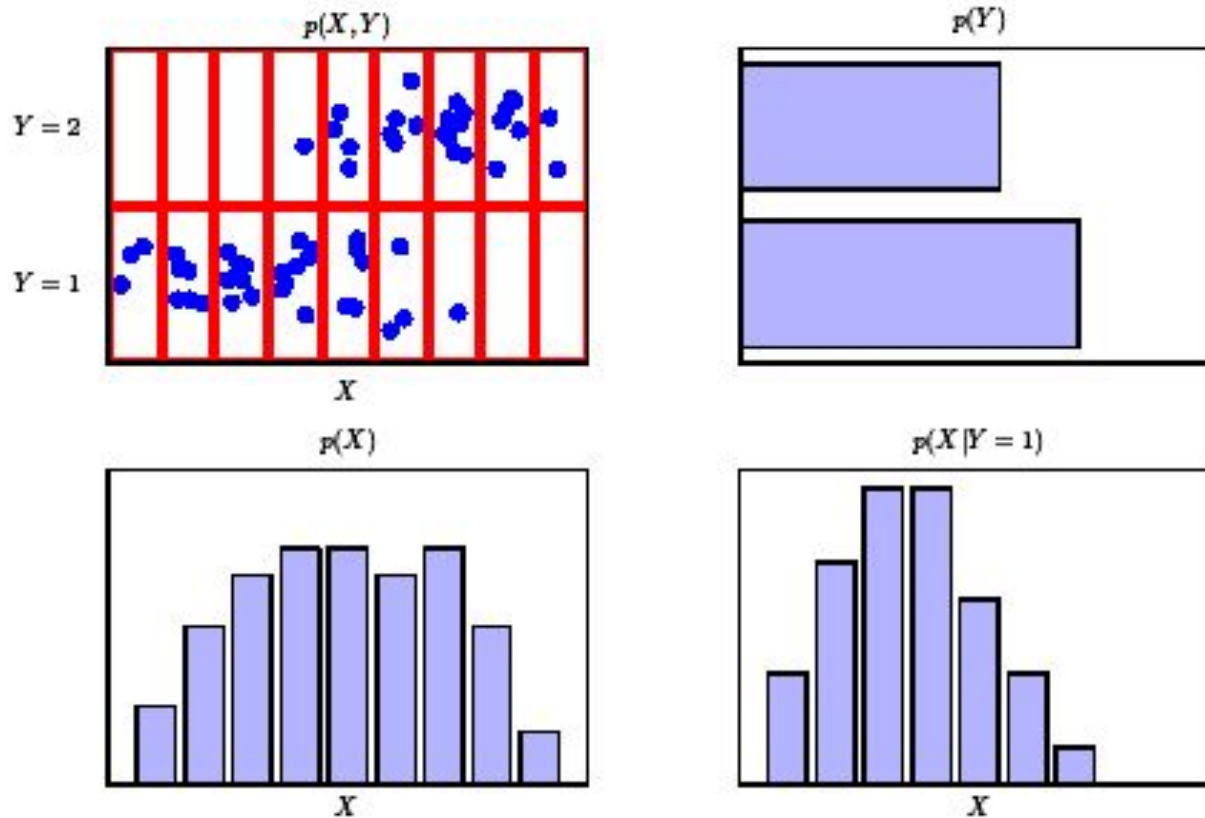 p(X, Y)
p(Y)
Y = 2
Y = 1
X
p(X)
p(X|Y = 1)
X
X